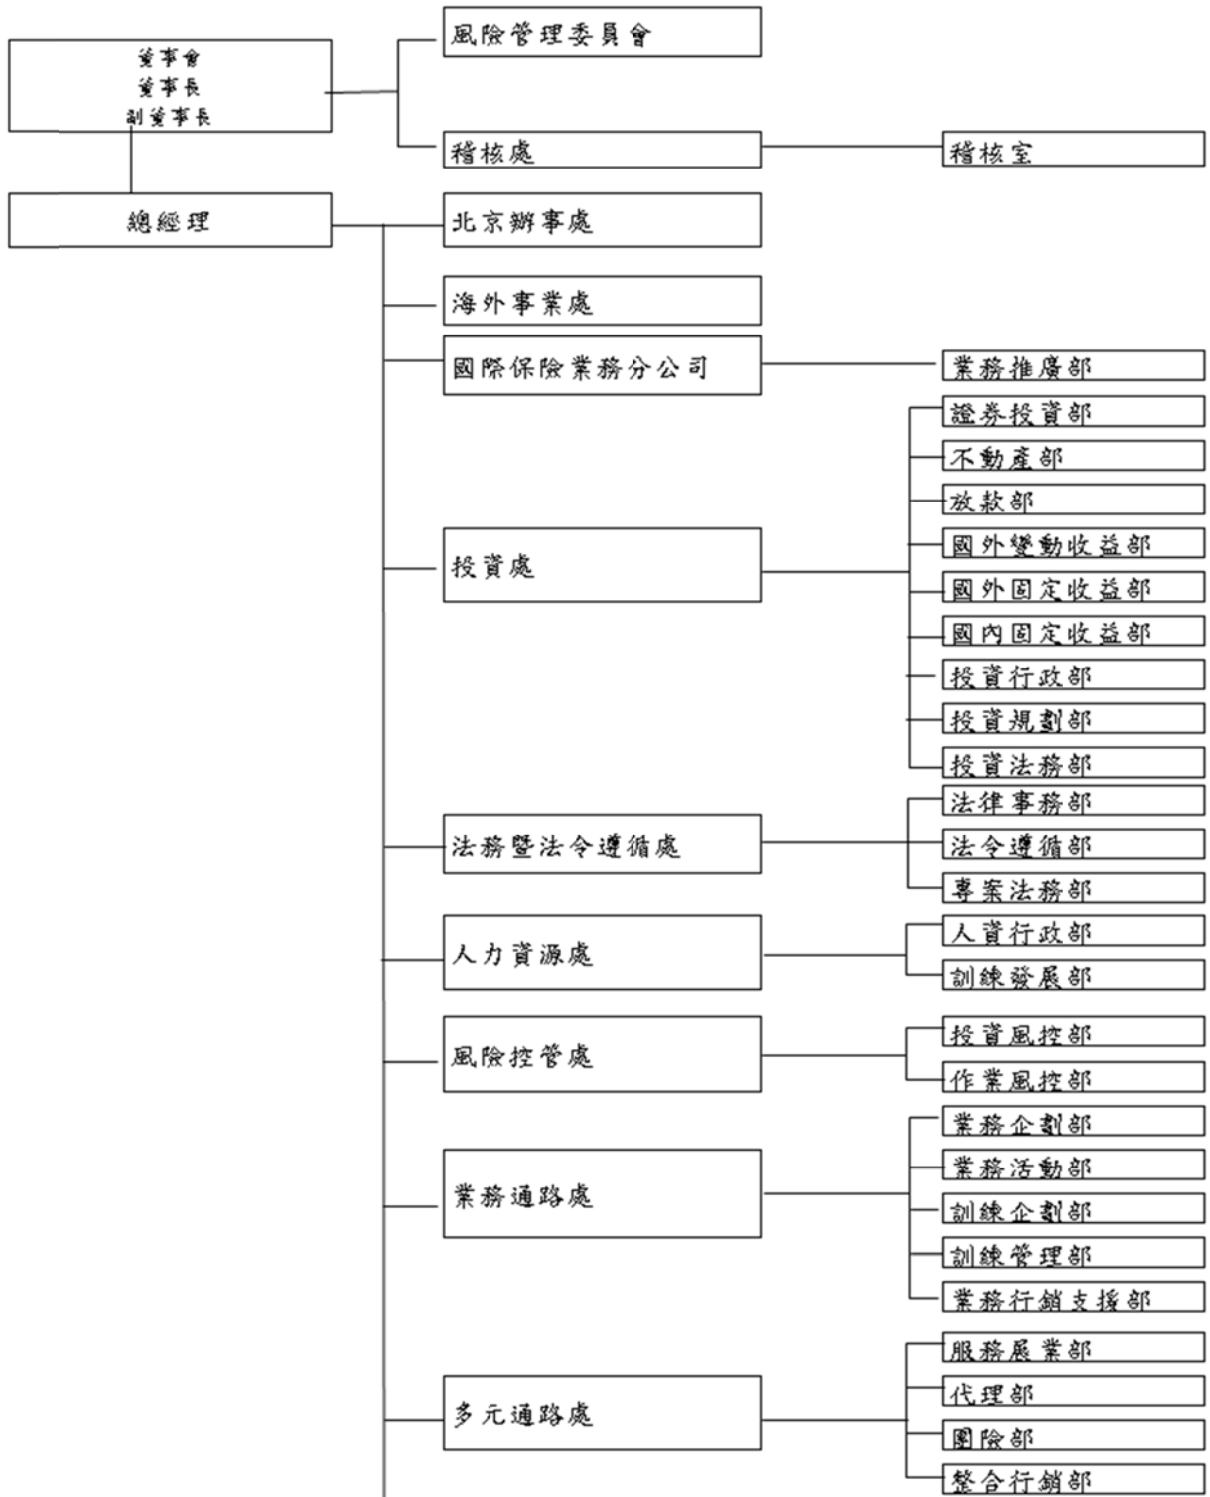 董事會
董事長
副董事長
風險管理委員會
稽核處
稽核室
總經理
北京辦事處
海外事業處
國際保險業務分公司
業務推廣部
投資處
證券投資部
不動產部
放款部
國外變動收益部
國外固定收益部
國內固定收益部
投資行政部
投資規劃部
投資法務部
法務暨法令遵循處
法律事務部
法令遵循部
專案法務部
人力資源處
人資行政部
訓練發展部
風險控管處
投資風控部
作業風控部
業務通路處
業務企劃部
業務活動部
訓練企劃部
訓練管理部
業務行銷支援部
多元通路處
服務展業部
代理部
團險部
整合行銷部